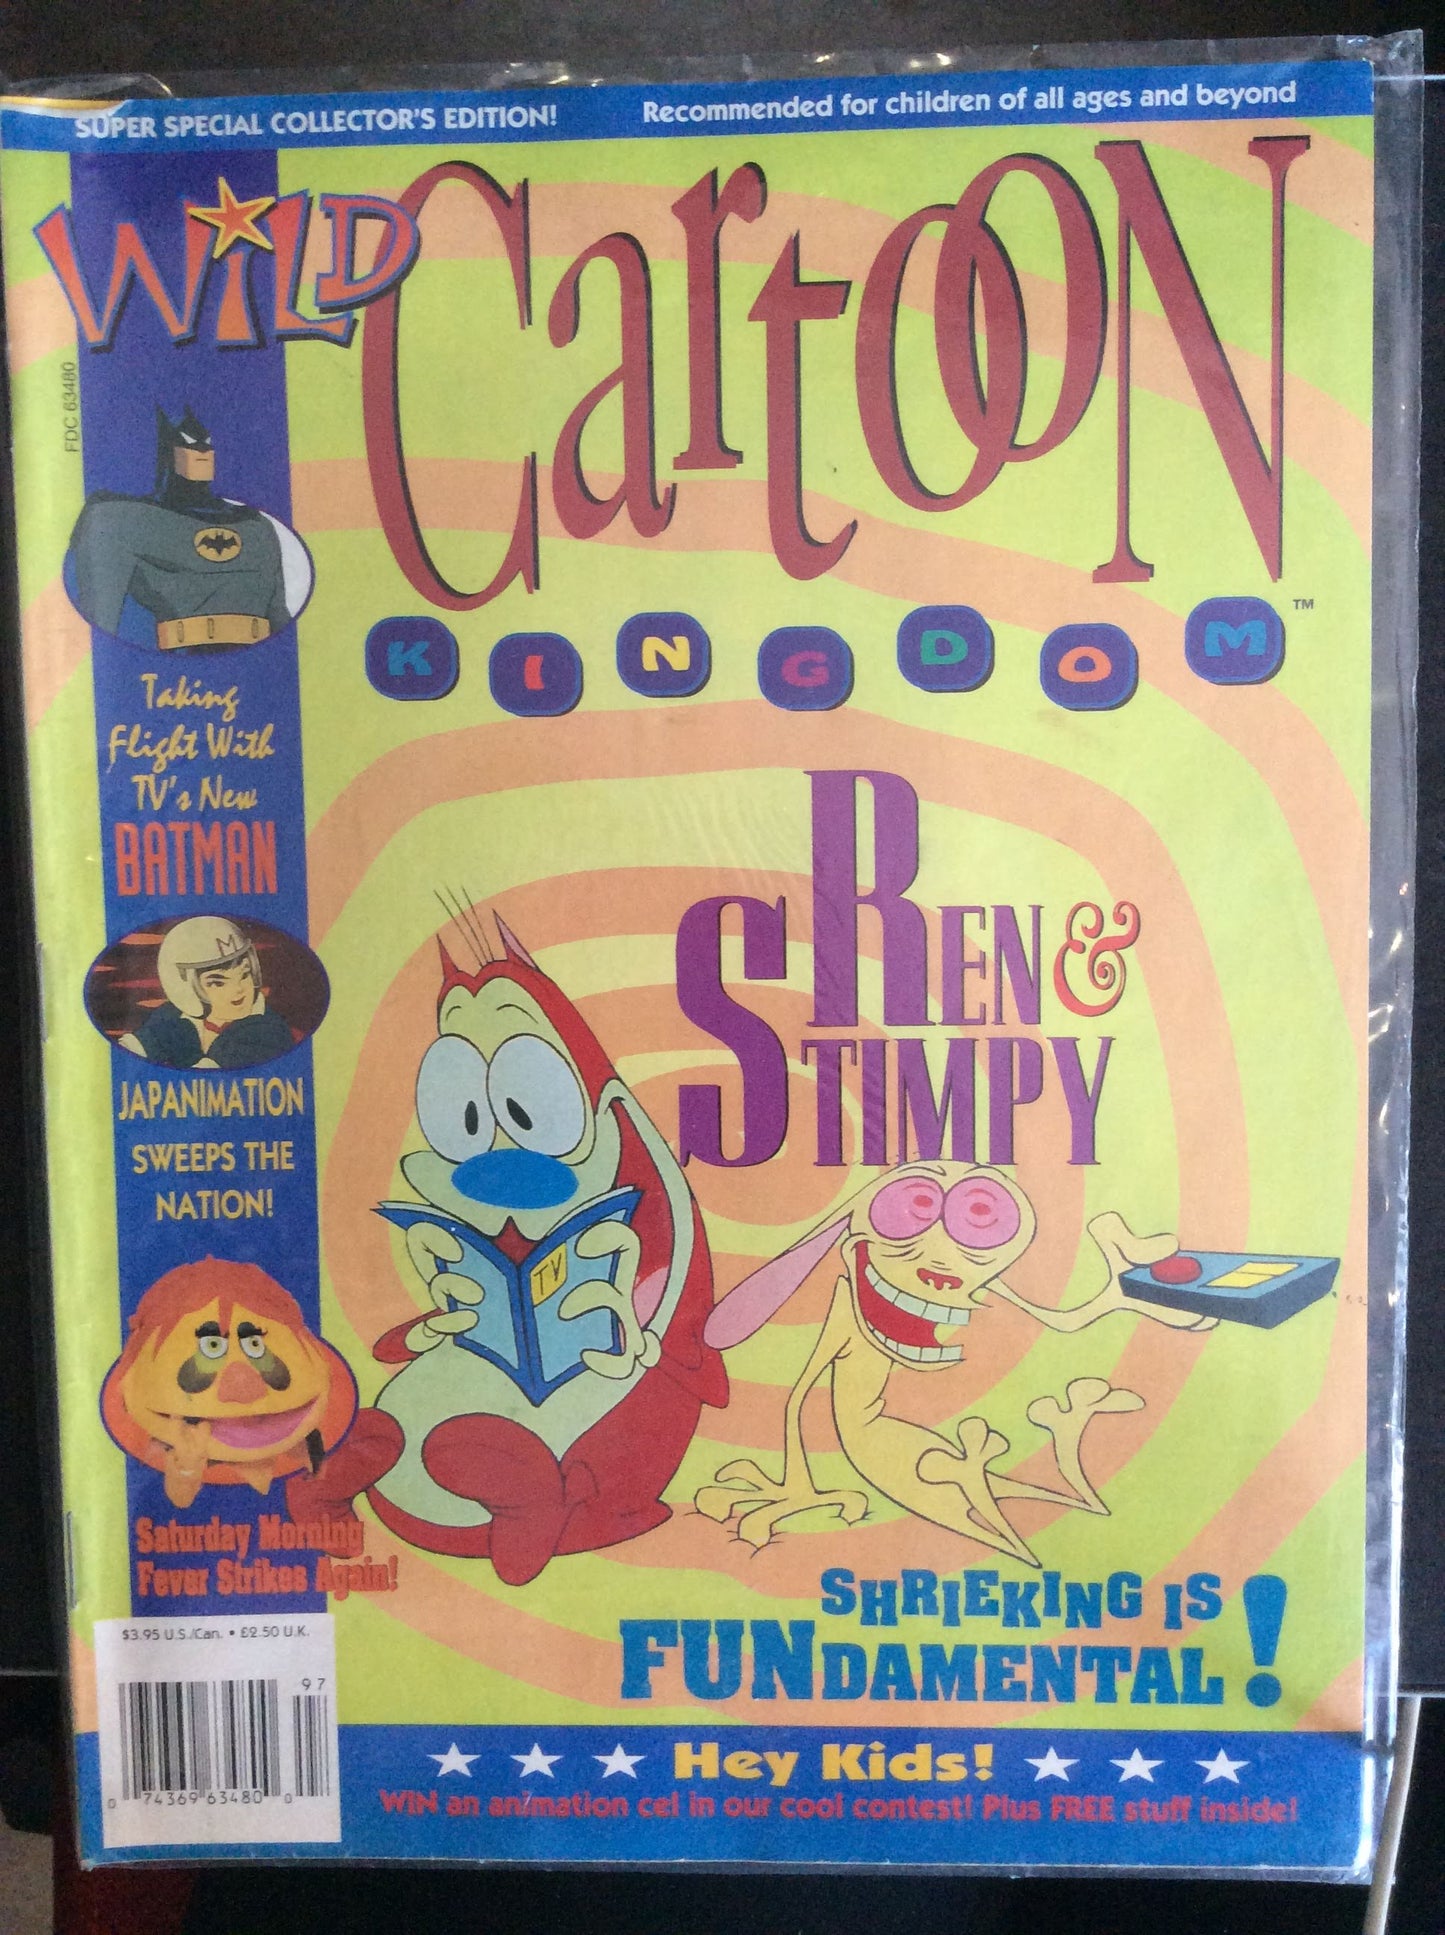 SUPER SPECIAL COLLECTOR'S EDITION!
Recommended for children of all ages and beyond
WiLD
CartooN
KINGDOM™
FDC 63480
Taking
Flight With
TV's New
BATMAN
REN &
STIMPY
M
JAPANIMATION
SWEEPS THE
NATION!
TV
Saturday Morning
Fever Strikes Again!
SHRIEKING IS
FUNDAMENTAL!
$3.95 U.S./Can. • £2.50 U.K.
97
0 74369 63480 0
Hey Kids!
WIN an animation cel in our cool contest! Plus FREE stuff inside!